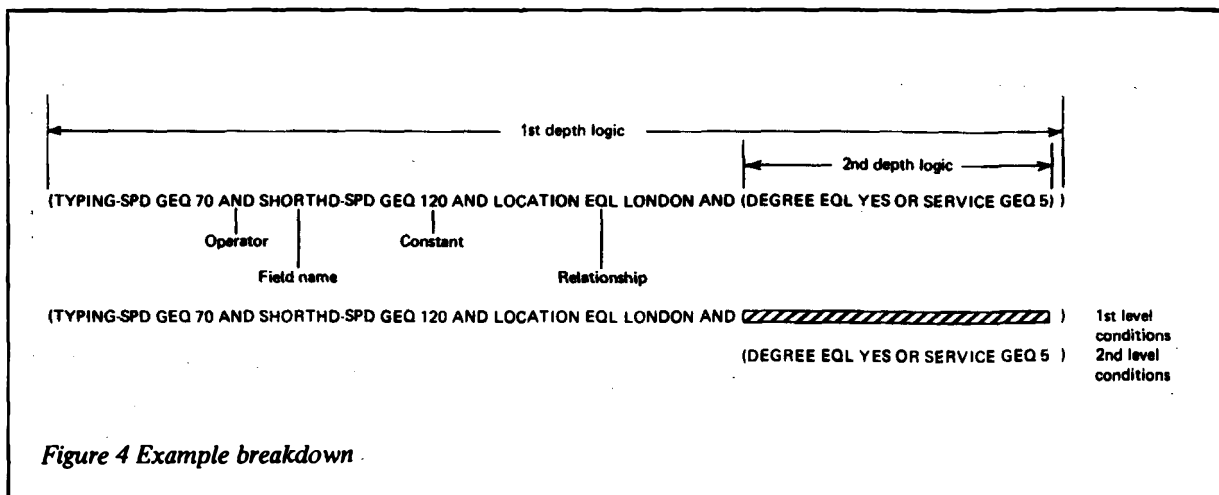 1st depth logic
2nd depth logic
(TYPING-SPD GEQ 70 AND SHORTHD-SPD GEQ 120 AND LOCATION EQL LONDON AND (DEGREE EQL YES OR SERVICE GEQ 5) )
Operator
Constant
Field name
Relationship
(TYPING-SPD GEQ 70 AND SHORTHD-SPD GEQ 120 AND LOCATION EQL LONDON AND ) 1st level
conditions
(DEGREE EQL YES OR SERVICE GEQ 5 ) 2nd level
conditions
Figure 4 Example breakdown